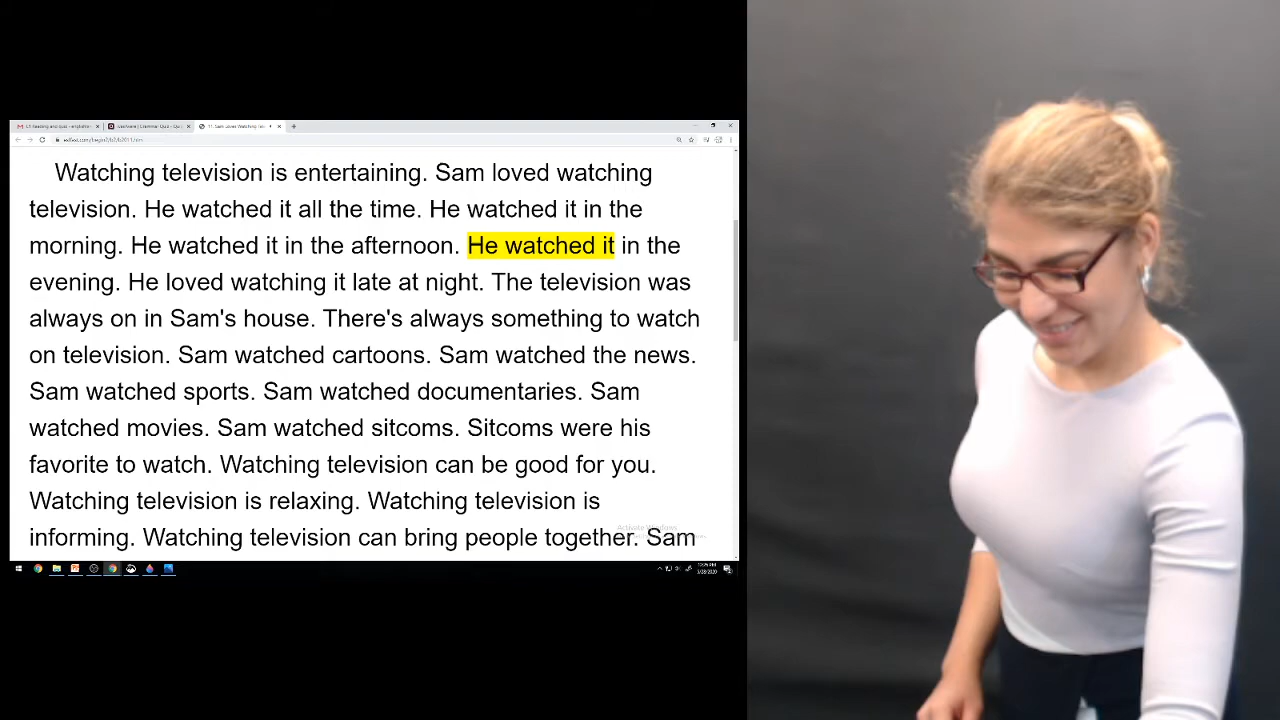 Watching television is entertaining. Sam loved watching
television. He watched it all the time. He watched it in the
morning. He watched it in the afternoon. He watched it in the
evening. He loved watching it late at night. The television was
always on in Sam's house. There's always something to watch
on television. Sam watched cartoons. Sam watched the news.
Sam watched sports. Sam watched documentaries. Sam
watched movies. Sam watched sitcoms. Sitcoms were his
favorite to watch. Watching television can be good for you.
Watching television is relaxing. Watching television is
Activate Windows
informing. Watching television can bring people together. Sam